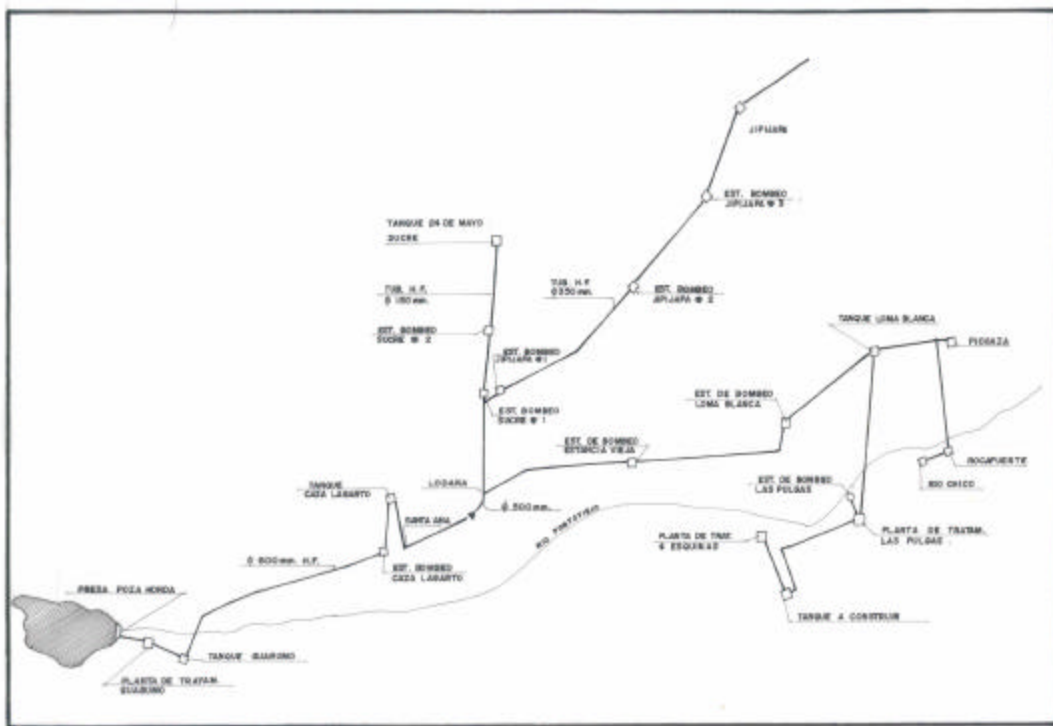 JIPIJAPA
EST. BOMBEO
JIPIJAPA # 3
TANQUE 24 DE MAYO
SUCRE
TUB. H.F.
Ø 150 mm.
TUB. H.F.
Ø 350 mm.
EST. BOMBEO
JIPIJAPA # 2
TANQUE LOMA BLANCA
EST. BOMBEO
SUCRE # 2
PICOAZA
EST. BOMBEO
JIPIJAPA #1
EST. BOMBEO
SUCRE # 1
EST. DE BOMBEO
LOMA BLANCA
EST. DE BOMBEO
ESTANCIA VIEJA
ROCAFUERTE
RIO CHICO
LODANA
TANQUE
CAZA LAGARTO
EST. DE BOMBEO
LAS PULGAS
Ø 500 mm.
SANTA ANA
RIO PORTOVIEJO
PLANTA DE TRAT.
4 ESQUINAS
PLANTA DE TRATAM.
LAS PULGAS
Ø 600 mm. H.F.
EST. BOMBEO
CAZA LAGARTO
PRESA POZA HONDA
TANQUE A CONSTRUIR
TANQUE GUARUMO
PLANTA DE TRATAM.
GUARUMO